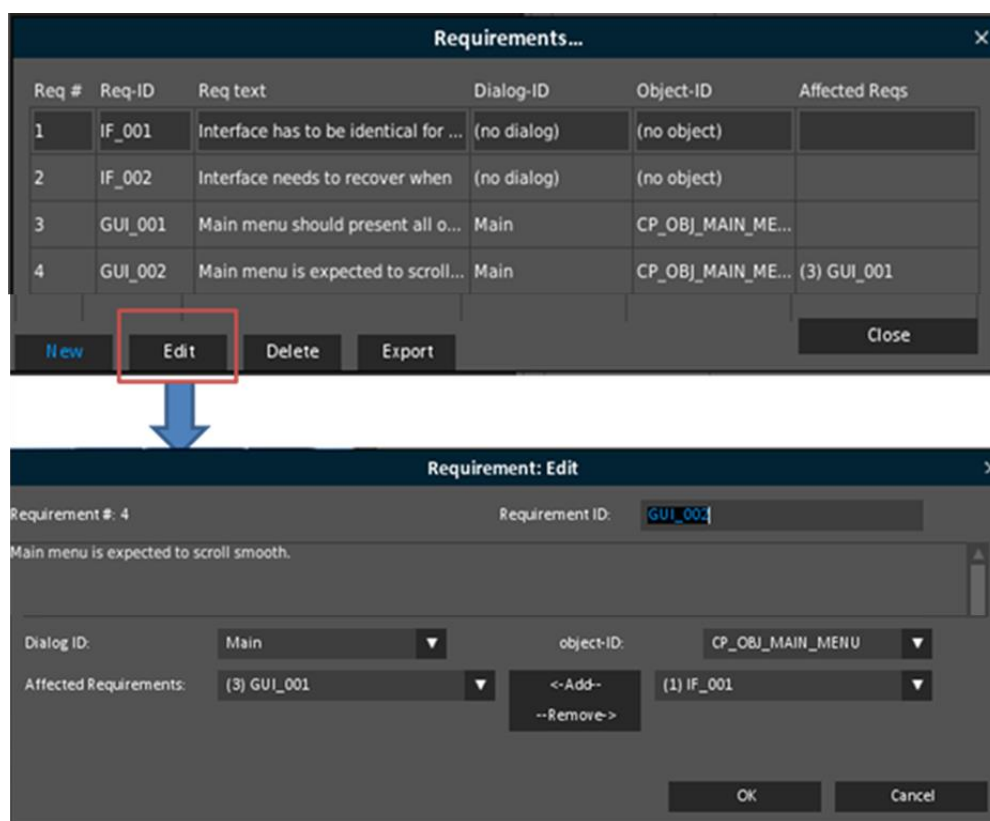 Requirements...
Req # Req-ID Req text Dialog-ID Object-ID Affected Reqs
1 IF_001 Interface has to be identical for ... (no dialog) (no object)
2 IF_002 Interface needs to recover when (no dialog) (no object)
3 GUI_001 Main menu should present all o... Main CP_OBJ_MAIN_ME...
4 GUI_002 Main menu is expected to scroll... Main CP_OBJ_MAIN_ME... (3) GUI_001
New Edit Delete Export Close
Requirement: Edit
Requirement #: 4 Requirement ID: GUI_002
Main menu is expected to scroll smooth.
Dialog ID: Main object-ID: CP_OBJ_MAIN_MENU
Affected Requirements: (3) GUI_001 <-Add-- (1) IF_001
--Remove->
OK Cancel